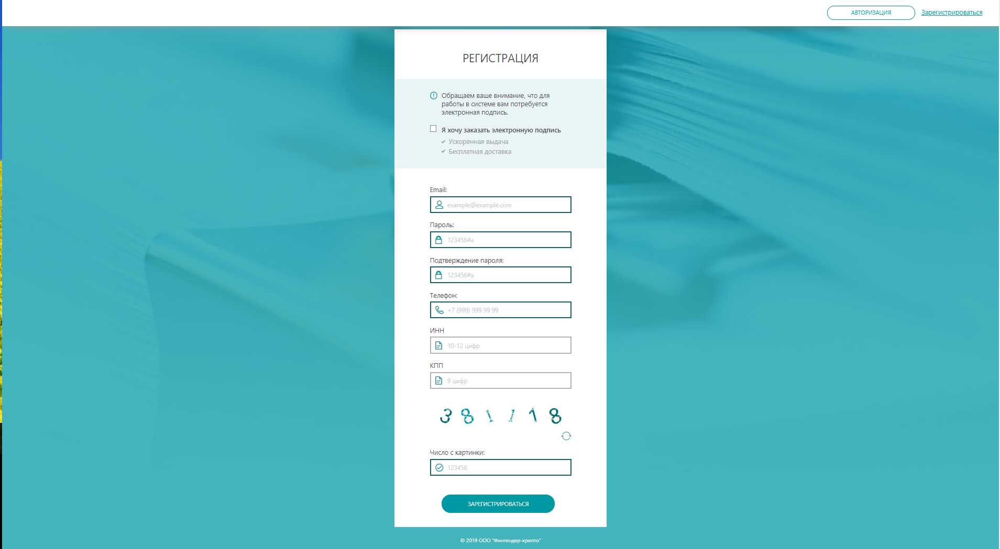 АВТОРИЗАЦИЯ
Зарегистрироваться
РЕГИСТРАЦИЯ
Обращаем ваше внимание, что для
работы в системе вам потребуется
электронная подпись.
Я хочу заказать электронную подпись
Ускоренная выдача
Бесплатная доставка
Email:
example@example.com
Пароль:
123456#a
Подтверждение пароля:
123456#a
Телефон:
+7 (999) 999 99 99
ИНН
10-12 цифр
КПП
9 цифр
381118
Число с картинки:
123456
ЗАРЕГИСТРИРОВАТЬСЯ
© 2019 ООО "Финтендер-крипто"